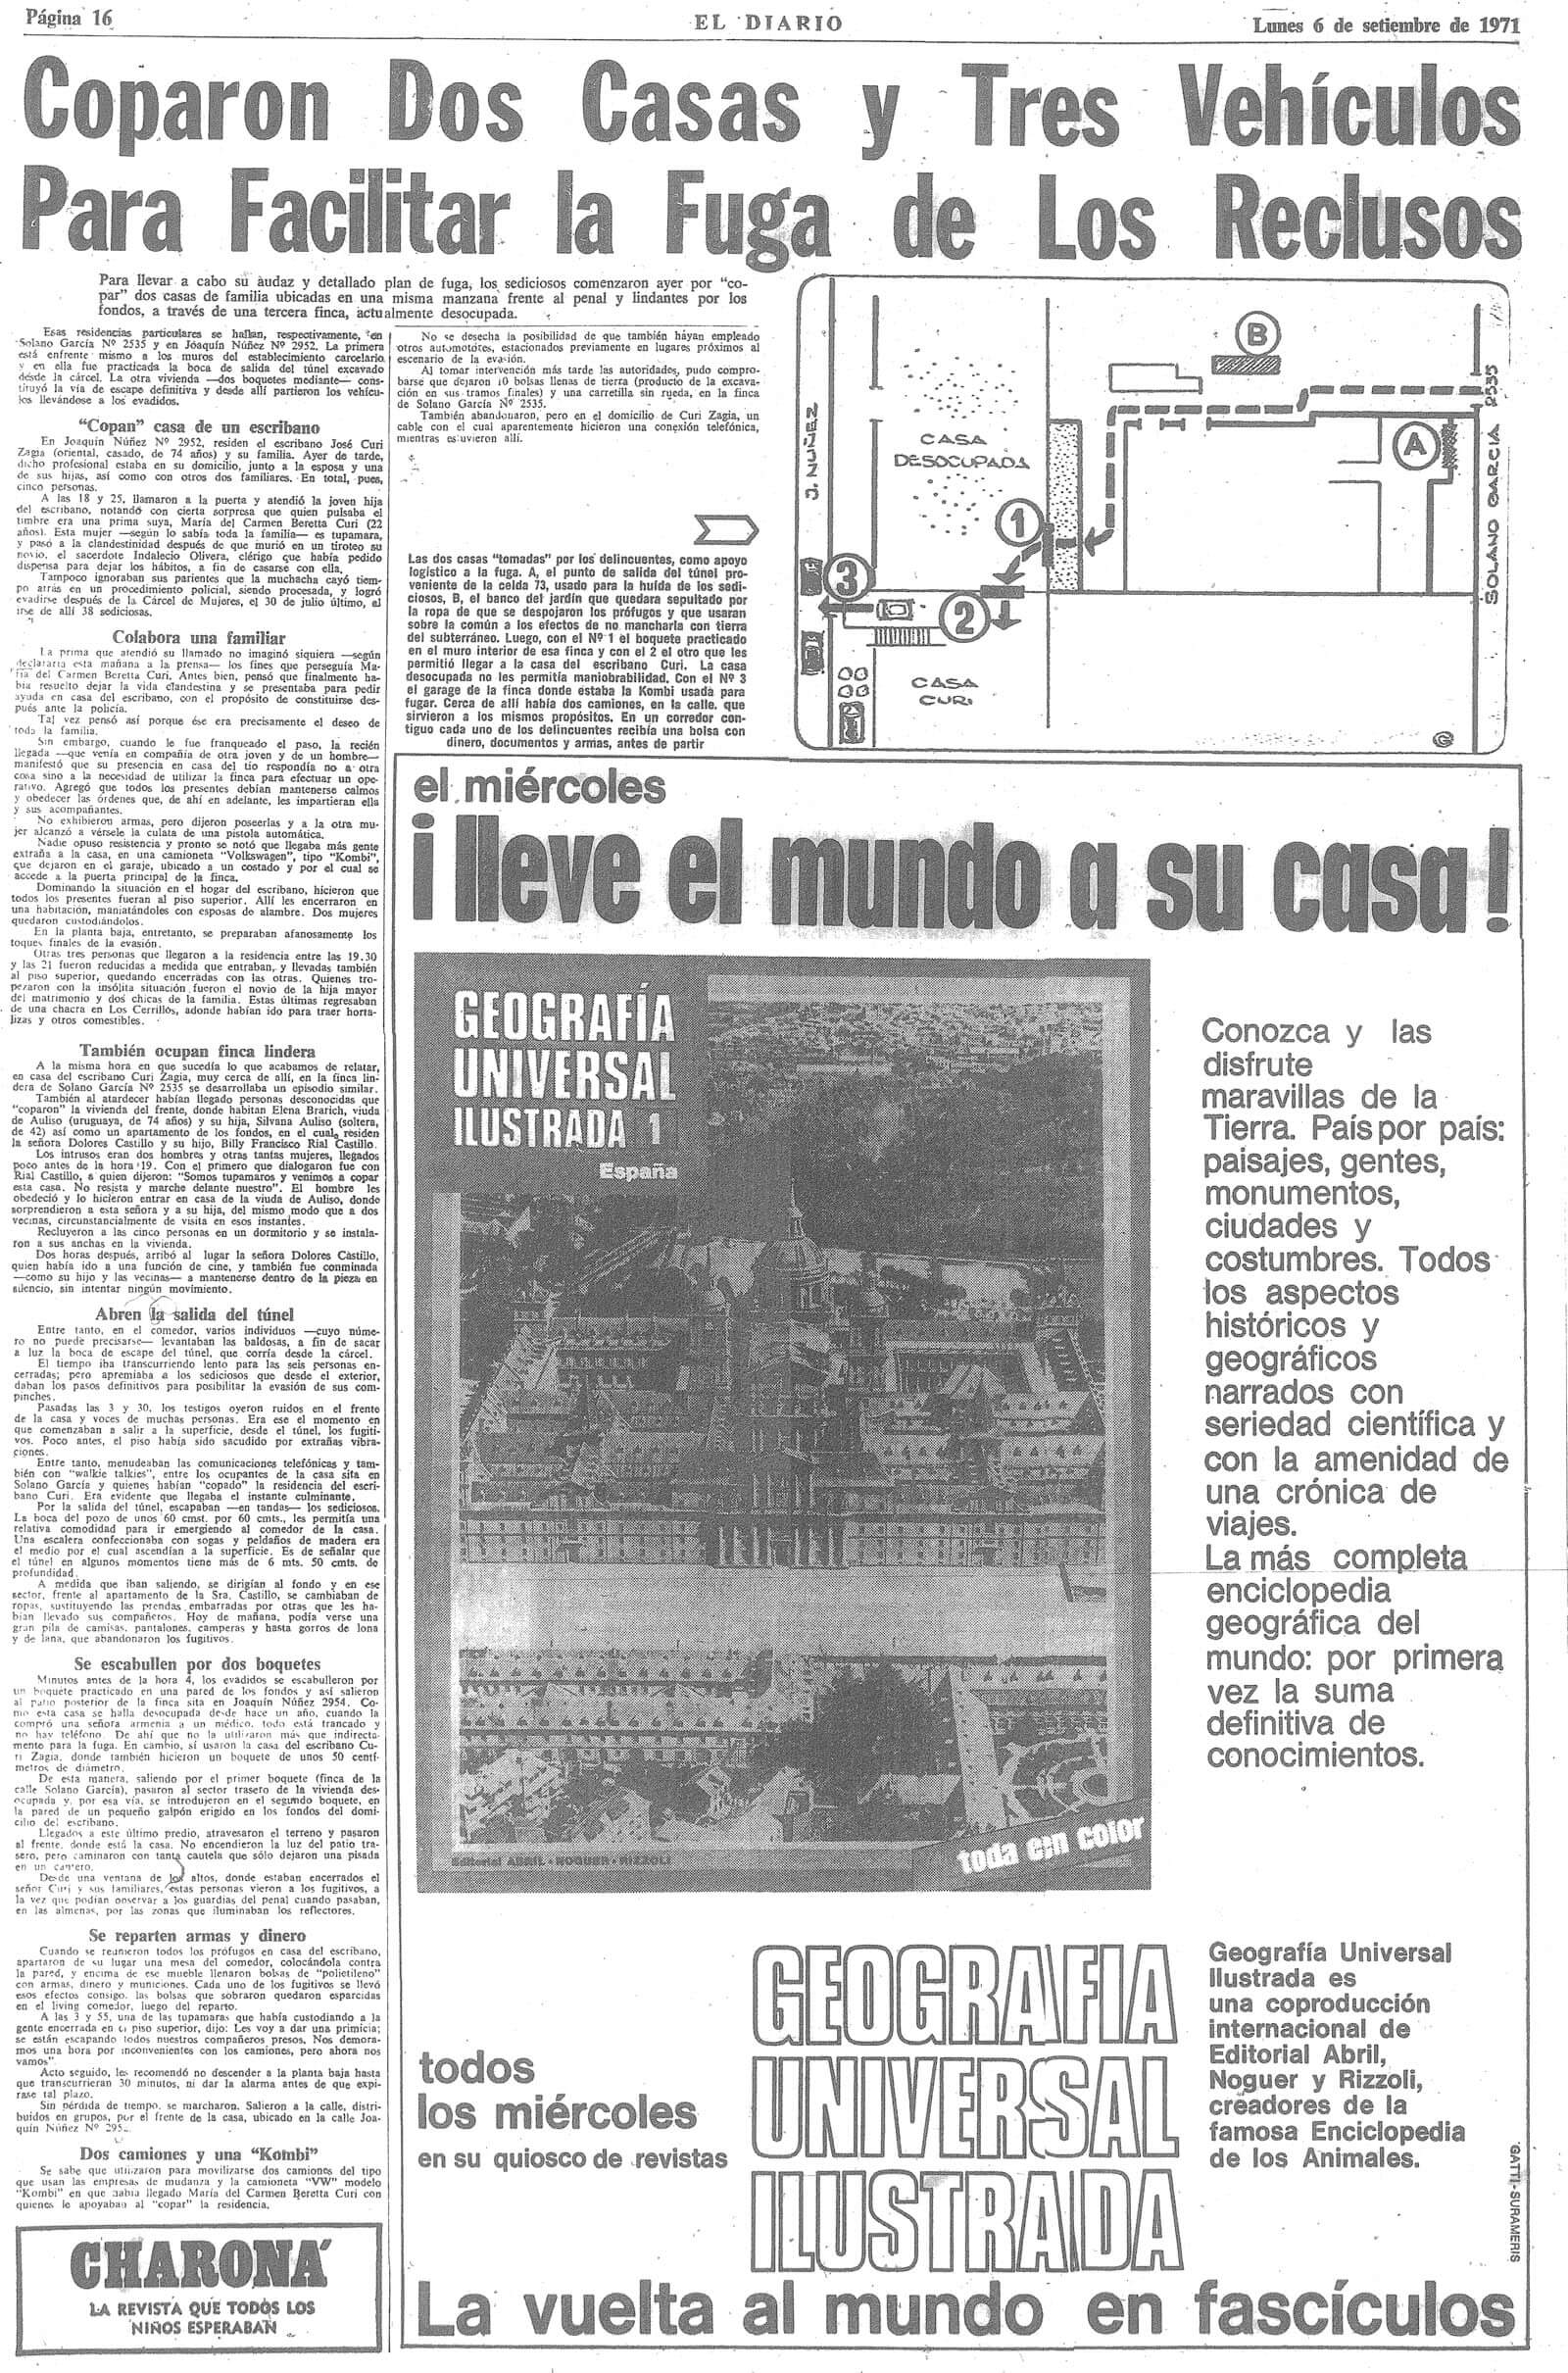 Página 16
EL DIARIO
Lunes 6 de setiembre de 1971
Coparon Dos Casas y Tres Vehículos
Para Facilitar la Fuga de Los Reclusos
Para llevar a cabo su audaz y detallado plan de fuga, los sediciosos comenzaron ayer por "co-
par" dos casas de familia ubicadas en una misma manzana frente al penal y lindantes por los
fondos, a través de una tercera finca, actualmente desocupada.
Esas residencias particulares se hallan, respectivamente, en
Solano García Nº 2535 y en Joaquín Núñez Nº 2952. La primera
está enfrente mismo a los muros del establecimiento carcelario
y en ella fue practicada la boca de salida del túnel excavado
desde la cárcel. La otra vivienda —dos boquetes mediante— cons-
tituyó la vía de escape definitiva y desde allí partieron los vehícu-
los llevándose a los evadidos.
"Copan" casa de un escribano
En Joaquín Núñez Nº 2952, residen el escribano José Curi
Zagia (oriental, casado, de 74 años) y su familia. Ayer de tarde,
dicho profesional estaba en su domicilio, junto a la esposa y una
de sus hijas, así como con otros dos familiares. En total, pues,
cinco personas.
A las 18 y 25, llamaron a la puerta y atendió la joven hija
del escribano, notando con cierta sorpresa que quien pulsaba el
timbre era una prima suya, María del Carmen Beretta Curi (22
años). Esta mujer —según lo sabía toda la familia— es tupamara,
y pasó a la clandestinidad después de que murió en un tiroteo su
novio, el sacerdote Indalecio Olivera, clérigo que había pedido
dispensa para dejar los hábitos, a fin de casarse con ella.
Tampoco ignoraban sus parientes que la muchacha cayó tiem-
po atrás en un procedimiento policial, siendo procesada, y logró
evadirse después de la Cárcel de Mujeres, el 30 de julio último, al
irse de allí 38 sediciosas.
Colabora una familiar
La prima que atendió su llamado no imaginó siquiera —según
declararía esta mañana a la prensa— los fines que perseguía Ma-
ría del Carmen Beretta Curi. Antes bien, pensó que finalmente ha-
bía resuelto dejar la vida clandestina y se presentaba para pedir
ayuda en casa del escribano, con el propósito de constituirse des-
pués ante la policía.
Tal vez pensó así porque ése era precisamente el deseo de
toda la familia.
Sin embargo, cuando le fue franqueado el paso, la recién
llegada —que venía en compañía de otra joven y de un hombre—
manifestó que su presencia en casa del tío respondía no a otra
cosa sino a la necesidad de utilizar la finca para efectuar un ope-
rativo. Agregó que todos los presentes debían mantenerse calmos
y obedecer las órdenes que, de ahí en adelante, les impartieran ella
y sus acompañantes.
No exhibieron armas, pero dijeron poseerlas y a la otra mu-
jer alcanzó a vérsele la culata de una pistola automática.
Nadie opuso resistencia y pronto se notó que llegaba más gente
extraña a la casa, en una camioneta "Volkswagen", tipo "Kombi",
que dejaron en el garaje, ubicado a un costado y por el cual se
accede a la puerta principal de la finca.
Dominando la situación en el hogar del escribano, hicieron que
todos los presentes fueran al piso superior. Allí les encerraron en
una habitación, maniatándoles con esposas de alambre. Dos mujeres
quedaron custodiándolos.
En la planta baja, entretanto, se preparaban afanosamente los
toques finales de la evasión.
Otras tres personas que llegaron a la residencia entre las 19.30
y las 21 fueron reducidas a medida que entraban, y llevadas también
al piso superior, quedando encerradas con las otras. Quienes tro-
pezaron con la insólita situación fueron el novio de la hija mayor
del matrimonio y dos chicas de la familia. Estas últimas regresaban
de una chacra en Los Cerrillos, adonde habían ido para traer horta-
lizas y otros comestibles.
También ocupan finca lindera
A la misma hora en que sucedía lo que acabamos de relatar,
en casa del escribano Curi Zagia, muy cerca de allí, en la finca lin-
dera de Solano García Nº 2535 se desarrollaba un episodio similar.
También al atardecer habían llegado personas desconocidas que
"coparon" la vivienda del frente, donde habitan Elena Brarich, viuda
de Auliso (uruguaya, de 74 años) y su hija, Silvana Auliso (soltera,
de 42) así como un apartamento de los fondos, en el cual residen
la señora Dolores Castillo y su hijo, Billy Francisco Rial Castillo.
Los intrusos eran dos hombres y otras tantas mujeres, llegados
poco antes de la hora 19. Con el primero que dialogaron fue con
Rial Castillo, a quien dijeron: "Somos tupamaros y venimos a copar
esta casa. No resista y marche delante nuestro". El hombre les
obedeció y lo hicieron entrar en casa de la viuda de Auliso, donde
sorprendieron a esta señora y a su hija, del mismo modo que a dos
vecinas, circunstancialmente de visita en esos instantes.
Recluyeron a las cinco personas en un dormitorio y se instala-
ron a sus anchas en la vivienda.
Dos horas después, arribó al lugar la señora Dolores Castillo,
quien había ido a una función de cine, y también fue conminada
—como su hijo y las vecinas— a mantenerse dentro de la pieza en
silencio, sin intentar ningún movimiento.
Abren la salida del túnel
Entre tanto, en el comedor, varios individuos —cuyo núme-
ro no puede precisarse— levantaban las baldosas, a fin de sacar
a luz la boca de escape del túnel, que corría desde la cárcel.
El tiempo iba transcurriendo lento para las seis personas en-
cerradas; pero apremiaba a los sediciosos que desde el exterior,
daban los pasos definitivos para posibilitar la evasión de sus com-
pinches.
Pasadas las 3 y 30, los testigos oyeron ruidos en el frente
de la casa y voces de muchas personas. Era ese el momento en
que comenzaban a salir a la superficie, desde el túnel, los fugiti-
vos. Poco antes, el piso había sido sacudido por extrañas vibra-
ciones.
Entre tanto, menudeaban las comunicaciones telefónicas y tam-
bién con "walkie talkies", entre los ocupantes de la casa sita en
Solano García y quienes habían "copado" la residencia del escri-
bano Curi. Era evidente que llegaba el instante culminante.
Por la salida del túnel, escapaban —en tandas— los sediciosos.
La boca del pozo de unos 60 cmst. por 60 cmts., les permitía una
relativa comodidad para ir emergiendo al comedor de la casa.
Una escalera confeccionaba con sogas y peldaños de madera era
el medio por el cual ascendían a la superficie. Es de señalar que
el túnel en algunos momentos tiene más de 6 mts. 50 cmts. de
profundidad.
A medida que iban saliendo, se dirigían al fondo y en ese
sector, frente al apartamento de la Sra. Castillo, se cambiaban de
ropas, sustituyendo las prendas embarradas por otras que les ha-
bían llevado sus compañeros. Hoy de mañana, podía verse una
gran pila de camisas, pantalones, camperas y hasta gorros de lona
y de lana, que abandonaron los fugitivos.
Se escabullen por dos boquetes
Minutos antes de la hora 4, los evadidos se escabulleron por
un boquete practicado en una pared de los fondos y así salieron
al patio posterior de la finca sita en Joaquín Núñez 2954. Co-
mo esta casa se halla desocupada desde hace un año, cuando la
compró una señora armenia a un médico, todo está trancado y
no hay teléfono. De ahí que no la utilizaron más que indirecta-
mente para la fuga. En cambio, sí usaron la casa del escribano Cu-
ri Zagia, donde también hicieron un boquete de unos 50 centí-
metros de diámetro.
De esta manera, saliendo por el primer boquete (finca de la
calle Solano García), pasaron al sector trasero de la vivienda des-
ocupada y, por esa vía, se introdujeron en el segundo boquete, en
la pared de un pequeño galpón erigido en los fondos del domi-
cilio del escribano.
Llegados a este último predio, atravesaron el terreno y pasaron
al frente, donde está la casa. No encendieron la luz del patio tra-
sero, pero caminaron con tanta cautela que sólo dejaron una pisada
en un cantero.
Desde una ventana de los altos, donde estaban encerrados el
señor Curi y sus familiares, estas personas vieron a los fugitivos, a
la vez que podían observar a los guardias del penal cuando pasaban,
en las almenas, por las zonas que iluminaban los reflectores.
Se reparten armas y dinero
Cuando se reunieron todos los prófugos en casa del escribano,
apartaron de su lugar una mesa del comedor, colocándola contra
la pared, y encima de ese mueble llenaron bolsas de "polietileno"
con armas, dinero y municiones. Cada uno de los fugitivos se llevó
esos efectos consigo. las bolsas que sobraron quedaron esparcidas
en el living comedor, luego del reparto.
A las 3 y 55, una de las tupamaras que había custodiando a la
gente encerrada en el piso superior, dijo: Les voy a dar una primicia;
se están escapando todos nuestros compañeros presos. Nos demora-
mos una hora por inconvenientes con los camiones, pero ahora nos
vamos"
Acto seguido, les recomendó no descender a la planta baja hasta
que transcurrieran 30 minutos, ni dar la alarma antes de que expi-
rase tal plazo.
Sin pérdida de tiempo, se marcharon. Salieron a la calle, distri-
buidos en grupos, por el frente de la casa, ubicado en la calle Joa-
quín Núñez Nº 295
Dos camiones y una "Kombi"
Se sabe que utilizaron para movilizarse dos camiones del tipo
que usan las empresas de mudanza y la camioneta "VW" modelo
"Kombi" en que había llegado María del Carmen Beretta Curi con
quienes le apoyaban al "copar" la residencia.
CHARONÁ
LA REVISTA QUE TODOS LOS
NIÑOS ESPERABAN
No se desecha la posibilidad de que también hayan empleado
otros automotores, estacionados previamente en lugares próximos al
escenario de la evasión.
Al tomar intervención más tarde las autoridades, pudo compro-
barse que dejaron 10 bolsas llenas de tierra (producto de la excava-
ción en sus tramos finales) y una carretilla sin rueda, en la finca
de Solano García Nº 2535.
También abandonaron, pero en el domicilio de Curi Zagia, un
cable con el cual aparentemente hicieron una conexión telefónica,
mientras estuvieron allí.
Las dos casas "tomadas" por los delincuentes, como apoyo
logístico a la fuga. A, el punto de salida del túnel pro-
veniente de la celda 73, usado para la huída de los sedi-
ciosos, B, el banco del jardín que quedara sepultado por
la ropa de que se despojaron los prófugos y que usaran
sobre la común a los efectos de no mancharla con tierra
del subterráneo. Luego, con el Nº 1 el boquete practicado
en el muro interior de esa finca y con el 2 el otro que les
permitió llegar a la casa del escribano Curi. La casa
desocupada no les permitía maniobrabilidad. Con el Nº 3
el garage de la finca donde estaba la Kombi usada para
fugar. Cerca de allí había dos camiones, en la calle, que
sirvieron a los mismos propósitos. En un corredor con-
tiguo cada uno de los delincuentes recibía una bolsa con
dinero, documentos y armas, antes de partir
J. NUÑEZ
CASA
DESOCUPADA
B
A
1
2
3
CASA
CURI
SOLANO GARCIA 2535
G
el miércoles
¡lleve el mundo a su casa!
GEOGRAFÍA
UNIVERSAL
ILUSTRADA 1
España
Editorial ABRIL • NOGUER • RIZZOLI
toda en color
Conozca y las
disfrute
maravillas de la
Tierra. País por país:
paisajes, gentes,
monumentos,
ciudades y
costumbres. Todos
los aspectos
históricos y
geográficos
narrados con
seriedad científica y
con la amenidad de
una crónica de
viajes.
La más completa
enciclopedia
geográfica del
mundo: por primera
vez la suma
definitiva de
conocimientos.
todos
los miércoles
en su quiosco de revistas
GEOGRAFIA
UNIVERSAL
ILUSTRADA
Geografía Universal
Ilustrada es
una coproducción
internacional de
Editorial Abril,
Noguer y Rizzoli,
creadores de la
famosa Enciclopedia
de los Animales.
GATTI - SURAMERIS
La vuelta al mundo en fascículos